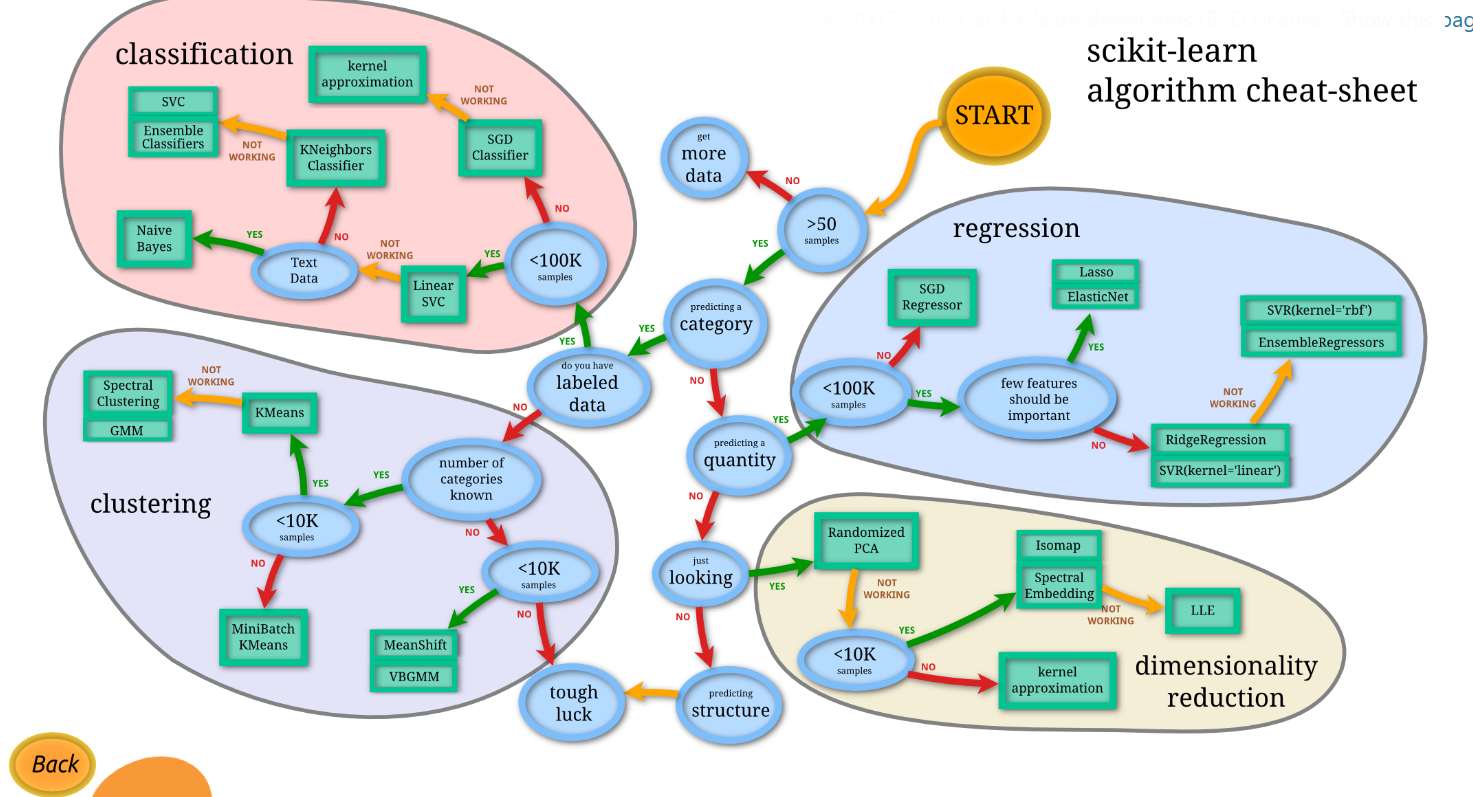 © 2007 - 2023, scikit-learn developers (BSD License). Show this pag
scikit-learn
algorithm cheat-sheet
START
get
more
data
NO
>50
samples
YES
predicting a
category
YES
NO
do you have
labeled
data
YES
NO
predicting a
quantity
YES
NO
just
looking
YES
NO
predicting
structure
tough
luck
classification
kernel
approximation
NOT
WORKING
SGD
Classifier
NO
<100K
samples
YES
Linear
SVC
NOT
WORKING
Text
Data
YES
Naive
Bayes
NO
KNeighbors
Classifier
NOT
WORKING
SVC
Ensemble
Classifiers
regression
<100K
samples
NO
SGD
Regressor
YES
few features
should be
important
YES
Lasso
ElasticNet
NO
RidgeRegression
SVR(kernel='linear')
NOT
WORKING
SVR(kernel='rbf')
EnsembleRegressors
clustering
number of
categories
known
YES
<10K
samples
YES
KMeans
NOT
WORKING
Spectral
Clustering
GMM
NO
MiniBatch
KMeans
NO
<10K
samples
YES
MeanShift
VBGMM
NO
dimensionality
reduction
Randomized
PCA
NOT
WORKING
<10K
samples
YES
Isomap
Spectral
Embedding
NOT
WORKING
LLE
NO
kernel
approximation
Back